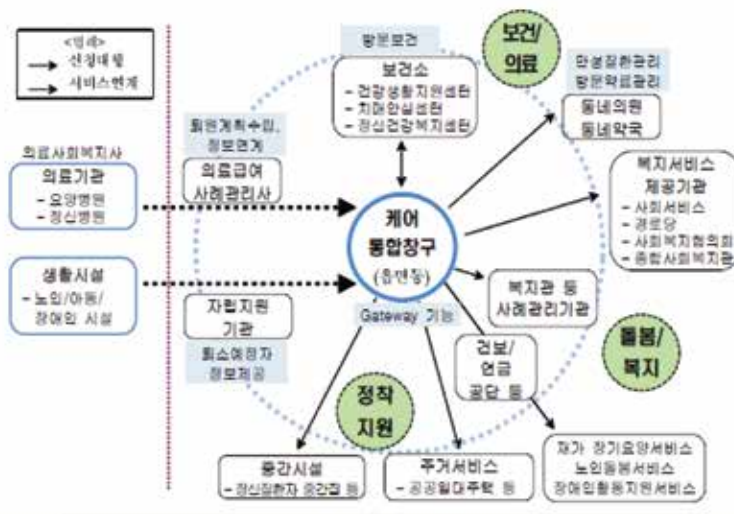 <범례>
신청대행
서비스연계
의료사회복지사
의료기관
- 요양병원
- 정신병원
생활시설
- 노인/아동/
장애인 시설
퇴원계획수립,
정보연계
의료급여
사례관리사
자립지원
기관
퇴소예정자
정보제공
방문보건
보건소
- 건강생활지원센터
- 치매안심센터
- 정신건강복지센터
보건/
의료
만성질환관리
방문약료관리
동네의원
동네약국
복지서비스
제공기관
- 사회서비스
- 경로당
- 사회복지협의회
- 종합사회복지관
케어
통합창구
(읍면동)
Gateway 기능
복지관 등
사례관리기관
건보/
연금
공단 등
돌봄/
복지
정착
지원
중간시설
- 정신질환자 중간집 등
주거서비스
- 공공임대주택 등
재가 장기요양서비스
노인돌봄서비스
장애인활동지원서비스